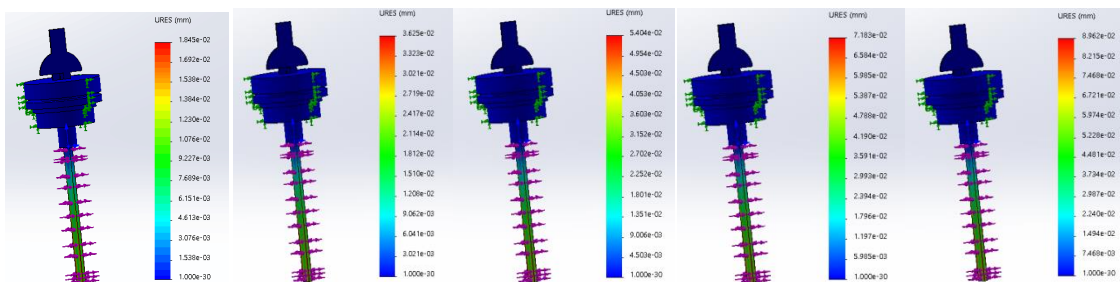 URES (mm)
1.845e-02
1.692e-02
1.538e-02
1.384e-02
1.230e-02
1.076e-02
9.227e-03
7.689e-03
6.151e-03
4.613e-03
3.076e-03
1.538e-03
1.000e-30
URES (mm)
3.625e-02
3.323e-02
3.021e-02
2.719e-02
2.417e-02
2.114e-02
1.812e-02
1.510e-02
1.208e-02
9.062e-03
6.041e-03
3.021e-03
1.000e-30
URES (mm)
5.404e-02
4.954e-02
4.503e-02
4.053e-02
3.603e-02
3.152e-02
2.702e-02
2.252e-02
1.801e-02
1.351e-02
9.006e-03
4.503e-03
1.000e-30
URES (mm)
7.183e-02
6.584e-02
5.985e-02
5.387e-02
4.788e-02
4.190e-02
3.591e-02
2.993e-02
2.394e-02
1.796e-02
1.197e-02
5.985e-03
1.000e-30
URES (mm)
8.962e-02
8.215e-02
7.468e-02
6.721e-02
5.974e-02
5.228e-02
4.481e-02
4.734e-02
2.987e-02
2.240e-02
1.494e-02
7.468e-03
1.000e-30